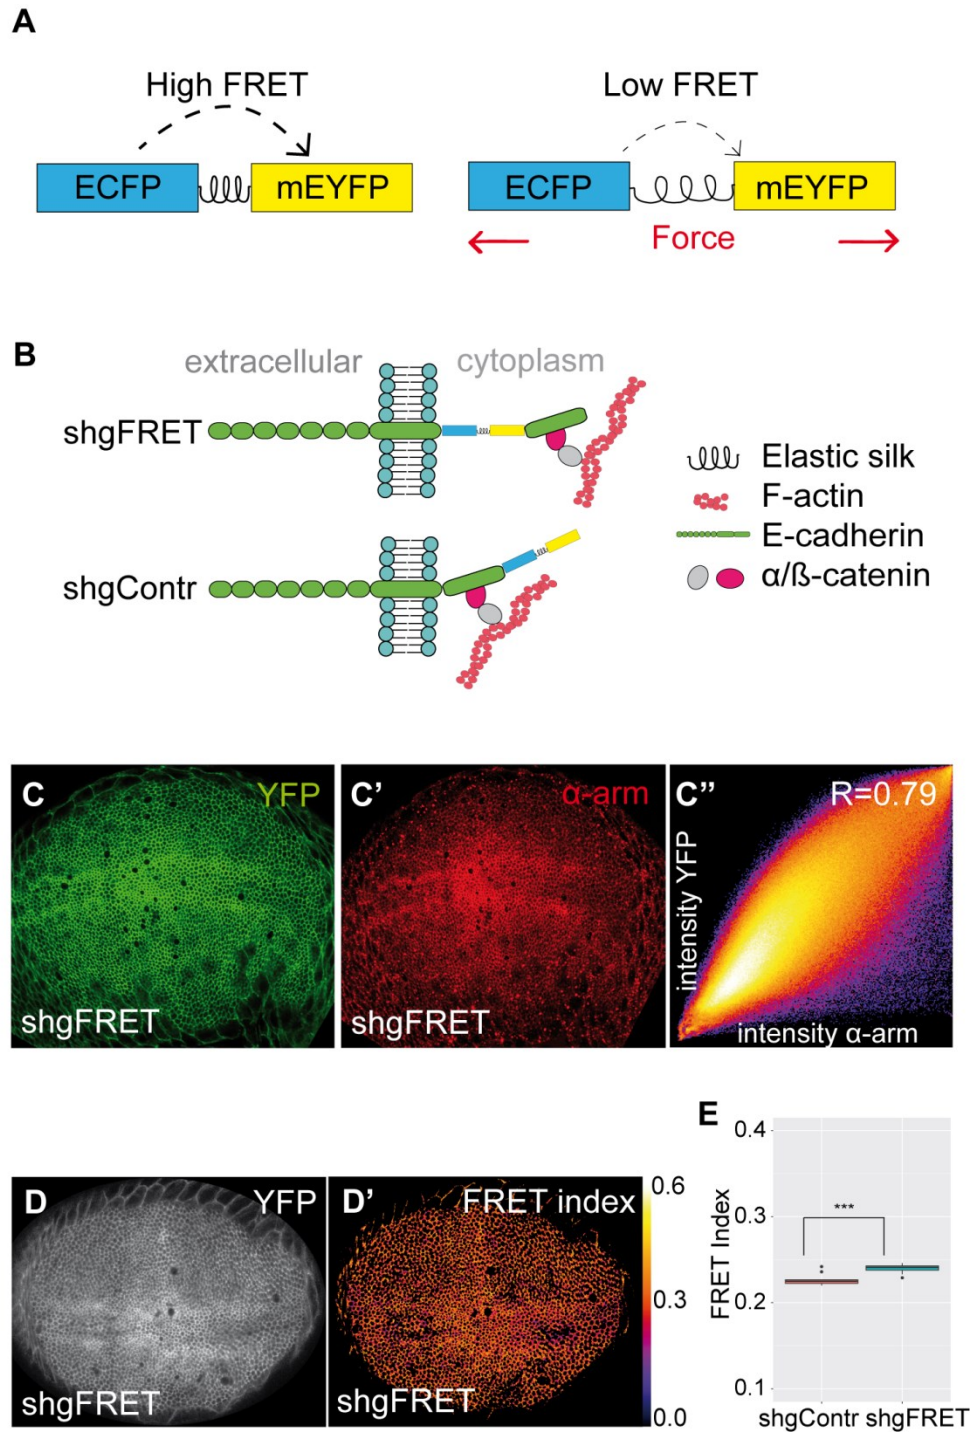 A
High FRET
Low FRET
ECFP
mEYFP
ECFP
mEYFP
Force
B
extracellular
cytoplasm
shgFRET
shgContr
Elastic silk
F-actin
E-cadherin
α/ß-catenin
C
YFP
shgFRET
C'
α-arm
shgFRET
C"
R=0.79
intensity YFP
intensity α-arm
D
YFP
shgFRET
D'
FRET index
shgFRET
0.6
0.3
0.0
E
FRET Index
0.4
0.3
0.2
0.1
***
shgContr shgFRET